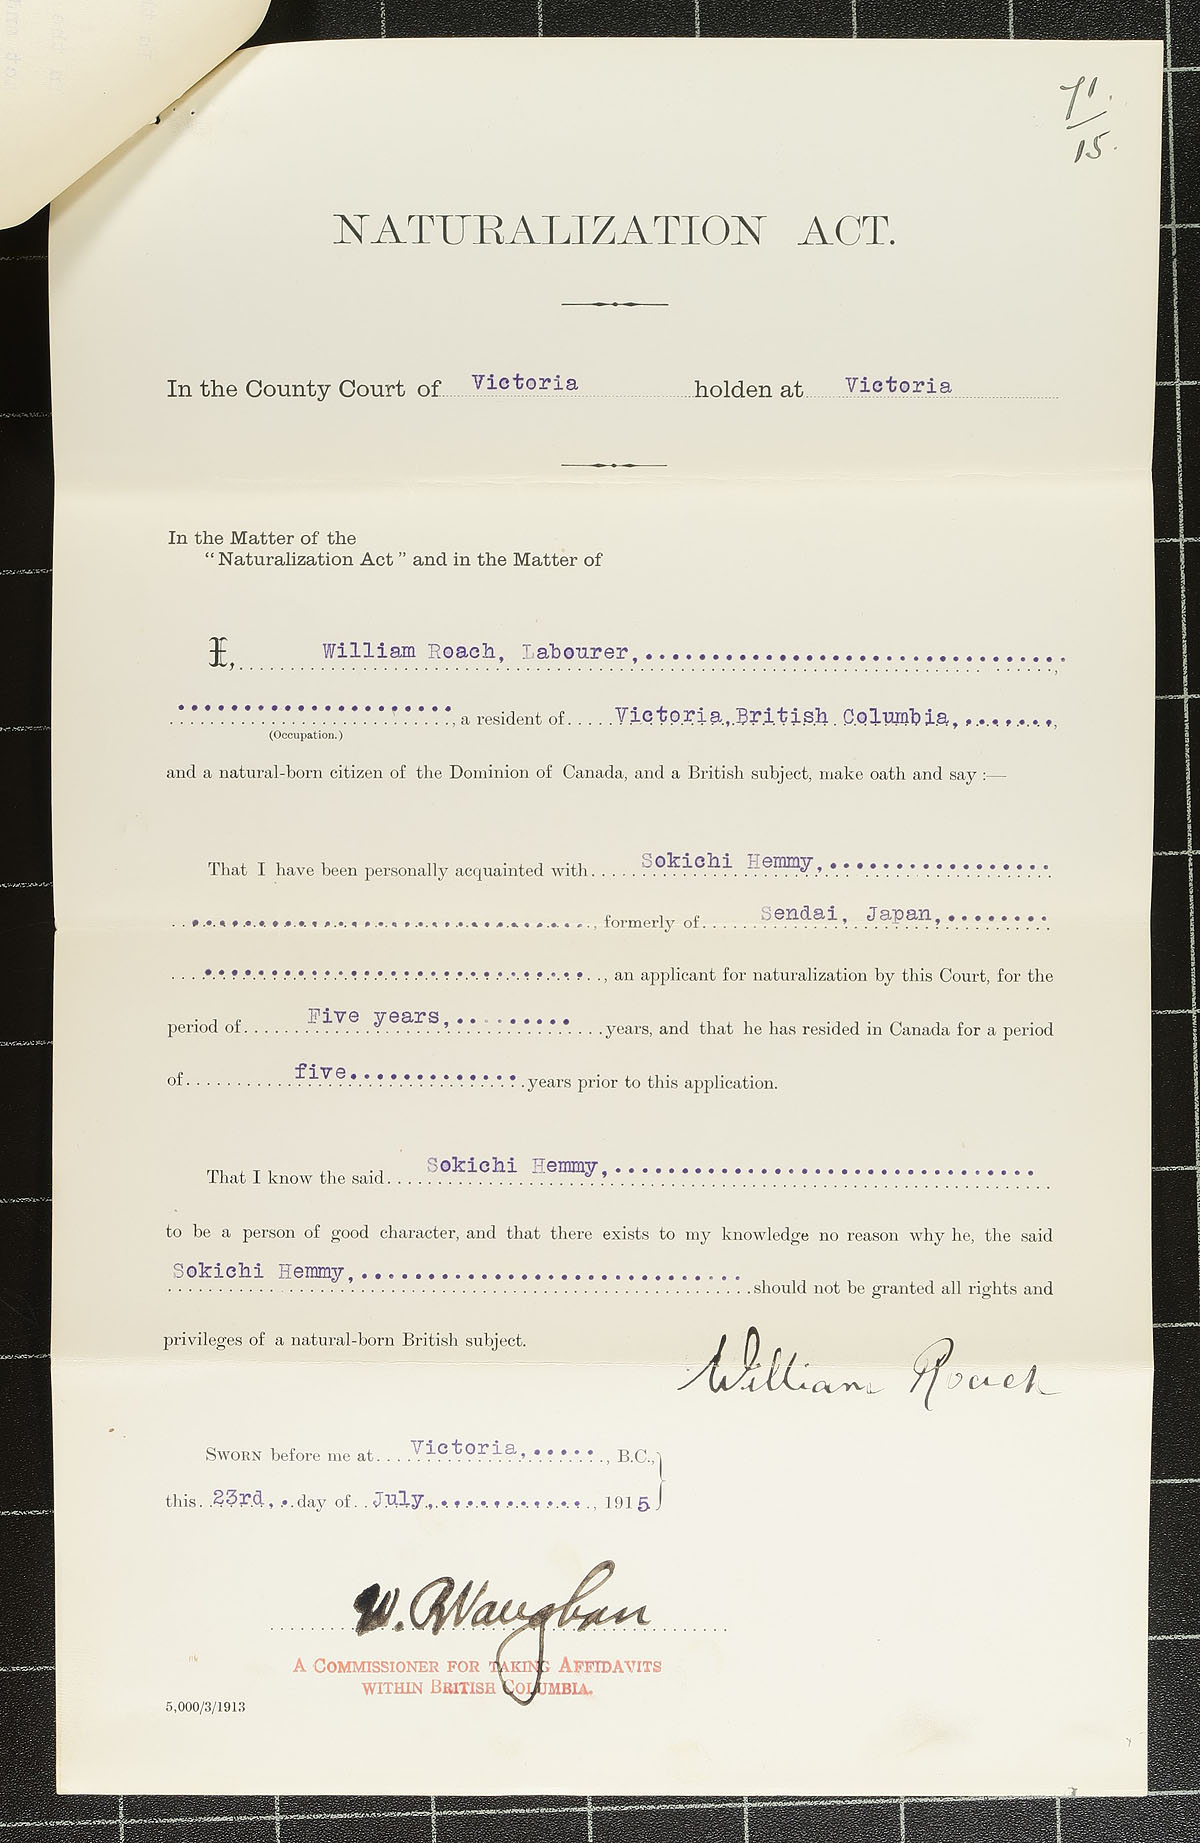 71.
15.
NATURALIZATION ACT.
In the County Court of Victoria holden at Victoria
In the Matter of the
"Naturalization Act" and in the Matter of
I, William Roach, Labourer,
, a resident of Victoria, British Columbia,
(Occupation.)
and a natural-born citizen of the Dominion of Canada, and a British subject, make oath and say :—
That I have been personally acquainted with Sokichi Hemmy,
, formerly of Sendai, Japan,
, an applicant for naturalization by this Court, for the
period of Five years, years, and that he has resided in Canada for a period
of five years prior to this application.
That I know the said Sokichi Hemmy,
to be a person of good character, and that there exists to my knowledge no reason why he, the said
Sokichi Hemmy, should not be granted all rights and
privileges of a natural-born British subject.
William Roach
SWORN before me at Victoria, , B.C.,
this 23rd, day of July, , 1915
W. R Vaughan
A COMMISSIONER FOR TAKING AFFIDAVITS
WITHIN BRITISH COLUMBIA.
5,000/3/1913